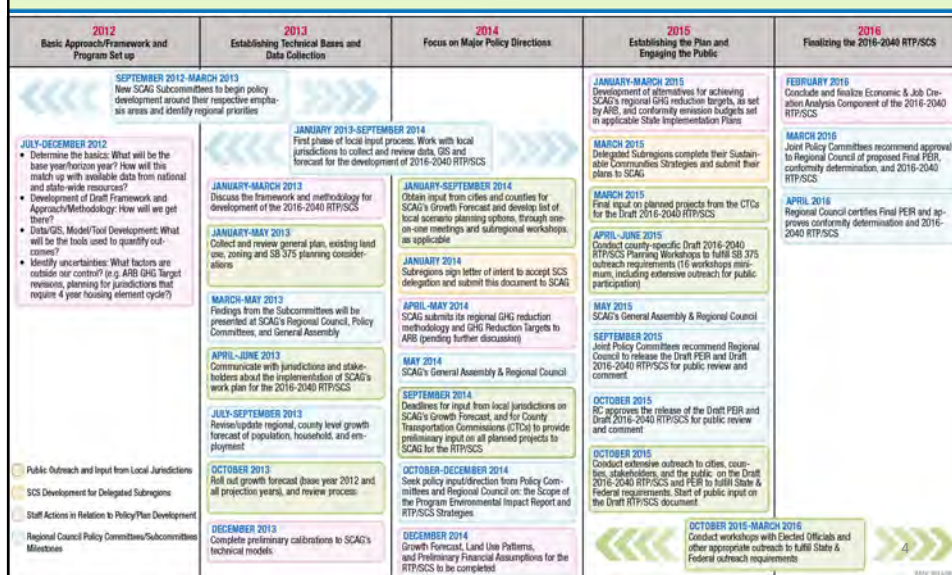 2012
Basic Approach/Framework and
Program Set up
2013
Establishing Technical Bases and
Data Collection
2014
Focus on Major Policy Directions
2015
Establishing the Plan and
Engaging the Public
2016
Finalizing the 2016-2040 RTP/SCS
SEPTEMBER 2012-MARCH 2013
New SCAG Subcommittees to begin policy
development around their respective empha-
sis areas and identify regional priorities
JANUARY 2013-SEPTEMBER 2014
First phase of local input process. Work with local
jurisdictions to collect and review data, GIS and
forecast for the development of 2016-2040 RTP/SCS
JULY-DECEMBER 2012
• Determine the basics: What will be the
base year/horizon year? How will this
match up with available data from national
and state-wide resources?
• Development of Draft Framework and
Approach/Methodology: How will we get
there?
• Data/GIS, Model/Tool Development: What
will be the tools used to quantify out-
comes?
• Identify uncertainties: What factors are
outside our control? (e.g. ARB GHG Target
revisions, planning for jurisdictions that
require 4 year housing element cycle?)
Public Outreach and Input from Local Jurisdictions
SCS Development for Delegated Subregions
Staff Actions in Relation to Policy/Plan Development
Regional Council Policy Committees/Subcommittees
Milestones
JANUARY-MARCH 2013
Discuss the framework and methodology for
development of the 2016-2040 RTP/SCS
JANUARY-MAY 2013
Collect and review general plan, existing land
use, zoning and SB 375 planning consider-
ations
MARCH-MAY 2013
Findings from the Subcommittees will be
presented at SCAG's Regional Council, Policy
Committees, and General Assembly
APRIL-JUNE 2013
Communicate with jurisdictions and stake-
holders about the implementation of SCAG's
work plan for the 2016-2040 RTP/SCS
JULY-SEPTEMBER 2013
Revise/update regional, county level growth
forecast of population, household, and em-
ployment
OCTOBER 2013
Roll out growth forecast (base year 2012 and
all projection years), and review process
DECEMBER 2013
Complete preliminary calibrations to SCAG's
technical models
JANUARY-SEPTEMBER 2014
Obtain input from cities and counties for
SCAG's Growth Forecast and develop list of
local scenario planning options, through one-
on-one meetings and subregional workshops,
as applicable
JANUARY 2014
Subregions sign letter of intent to accept SCS
delegation and submit this document to SCAG
APRIL-MAY 2014
SCAG submits its regional GHG reduction
methodology and GHG Reduction Targets to
ARB (pending further discussion)
MAY 2014
SCAG's General Assembly & Regional Council
SEPTEMBER 2014
Deadlines for input from local jurisdictions on
SCAG's Growth Forecast, and for County
Transportation Commissions (CTCs) to provide
preliminary input on all planned projects to
SCAG for the RTP/SCS
OCTOBER-DECEMBER 2014
Seek policy input/direction from Policy Com-
mittees and Regional Council on: the Scope of
the Program Environmental Impact Report and
RTP/SCS Strategies
DECEMBER 2014
Growth Forecast, Land Use Patterns,
and Preliminary Financial Assumptions for the
RTP/SCS to be completed
JANUARY-MARCH 2015
Development of alternatives for achieving
SCAG's regional GHG reduction targets, as set
by ARB, and conformity emission budgets set
in applicable State Implementation Plans
MARCH 2015
Delegated Subregions complete their Sustain-
able Communities Strategies and submit their
plans to SCAG
MARCH 2015
Final input on planned projects from the CTCs
for the Draft 2016-2040 RTP/SCS
APRIL-JUNE 2015
Conduct county-specific Draft 2016-2040
RTP/SCS Planning Workshops to fulfill SB 375
outreach requirements (16 workshops mini-
mum, including extensive outreach for public
participation)
MAY 2015
SCAG's General Assembly & Regional Council
SEPTEMBER 2015
Joint Policy Committees recommend Regional
Council to release the Draft PEIR and Draft
2016-2040 RTP/SCS for public review and
comment
OCTOBER 2015
RC approves the release of the Draft PEIR and
Draft 2016-2040 RTP/SCS for public review
and comment
OCTOBER 2015
Conduct extensive outreach to cities, coun-
ties, stakeholders, and the public on the Draft
2016-2040 RTP/SCS and PEIR to fulfill State &
Federal requirements. Start of public input on
the Draft RTP/SCS document
OCTOBER 2015-MARCH 2016
Conduct workshops with Elected Officials and
other appropriate outreach to fulfill State &
Federal outreach requirements
FEBRUARY 2016
Conclude and finalize Economic & Job Cre-
ation Analysis Component of the 2016-2040
RTP/SCS
MARCH 2016
Joint Policy Committees recommend approval
to Regional Council of proposed Final PEIR,
conformity determination, and 2016-2040
RTP/SCS
APRIL 2016
Regional Council certifies Final PEIR and ap-
proves conformity determination and 2016-
2040 RTP/SCS
4